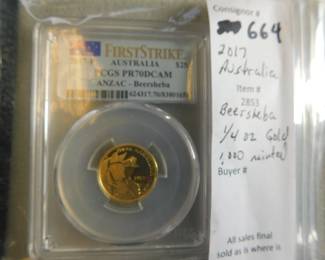 FIRSTSTRIKE
AUSTRALIA $25
PCGS PR70DCAM
ANZAC - Beersheba
Consignor #
664
2017
Australia
Item #
2853
Beersheba
1/4 oz Gold
1,000 minted
Buyer #
All sales final
sold as is where is